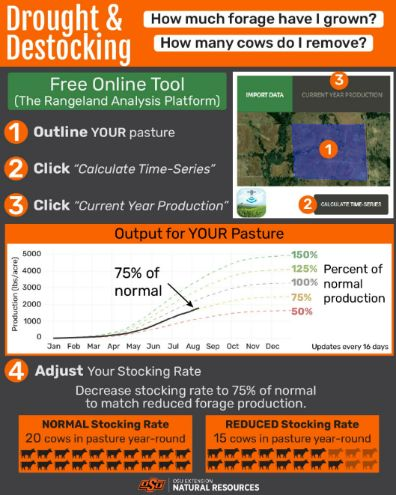 Drought &
Destocking
How much forage have I grown?
How many cows do I remove?
Free Online Tool
(The Rangeland Analysis Platform)
1 Outline YOUR pasture
2 Click "Calculate Time-Series"
3 Click "Current Year Production"
3
IMPORT DATA CURRENT YEAR PRODUCTION
1
2 CALCULATE TIME-SERIES
Output for YOUR Pasture
Production (lbs/acre)
5000
4000
3000
2000
1000
0
75% of
normal
150%
125%
100%
75%
50%
Percent of
normal
production
Jan Feb Mar Apr May Jun Jul Aug Sep Oct Nov Dec
Updates every 16 days
4 Adjust Your Stocking Rate
Decrease stocking rate to 75% of normal
to match reduced forage production.
NORMAL Stocking Rate
20 cows in pasture year-round
REDUCED Stocking Rate
15 cows in pasture year-round
OSU EXTENSION
NATURAL RESOURCES